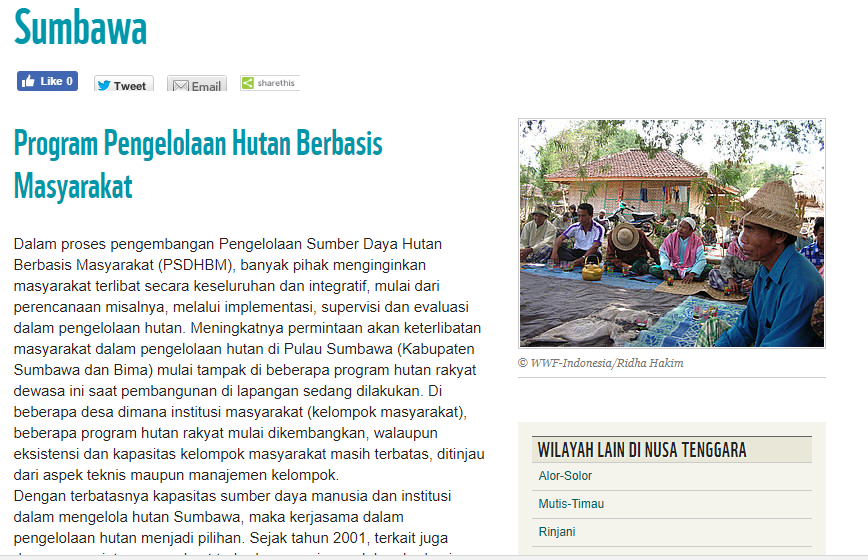 Sumbawa
Like 0
Tweet
Email
sharethis
Program Pengelolaan Hutan Berbasis
Masyarakat
Dalam proses pengembangan Pengelolaan Sumber Daya Hutan
Berbasis Masyarakat (PSDHBM), banyak pihak menginginkan
masyarakat terlibat secara keseluruhan dan integratif, mulai dari
perencanaan misalnya, melalui implementasi, supervisi dan evaluasi
dalam pengelolaan hutan. Meningkatnya permintaan akan keterlibatan
masyarakat dalam pengelolaan hutan di Pulau Sumbawa (Kabupaten
Sumbawa dan Bima) mulai tampak di beberapa program hutan rakyat
dewasa ini saat pembangunan di lapangan sedang dilakukan. Di
beberapa desa dimana institusi masyarakat (kelompok masyarakat),
beberapa program hutan rakyat mulai dikembangkan, walaupun
eksistensi dan kapasitas kelompok masyarakat masih terbatas, ditinjau
dari aspek teknis maupun manajemen kelompok.
Dengan terbatasnya kapasitas sumber daya manusia dan institusi
dalam mengelola hutan Sumbawa, maka kerjasama dalam
pengelolaan hutan menjadi pilihan. Sejak tahun 2001, terkait juga
© WWF-Indonesia/Ridha Hakim
WILAYAH LAIN DI NUSA TENGGARA
Alor-Solor
Mutis-Timau
Rinjani